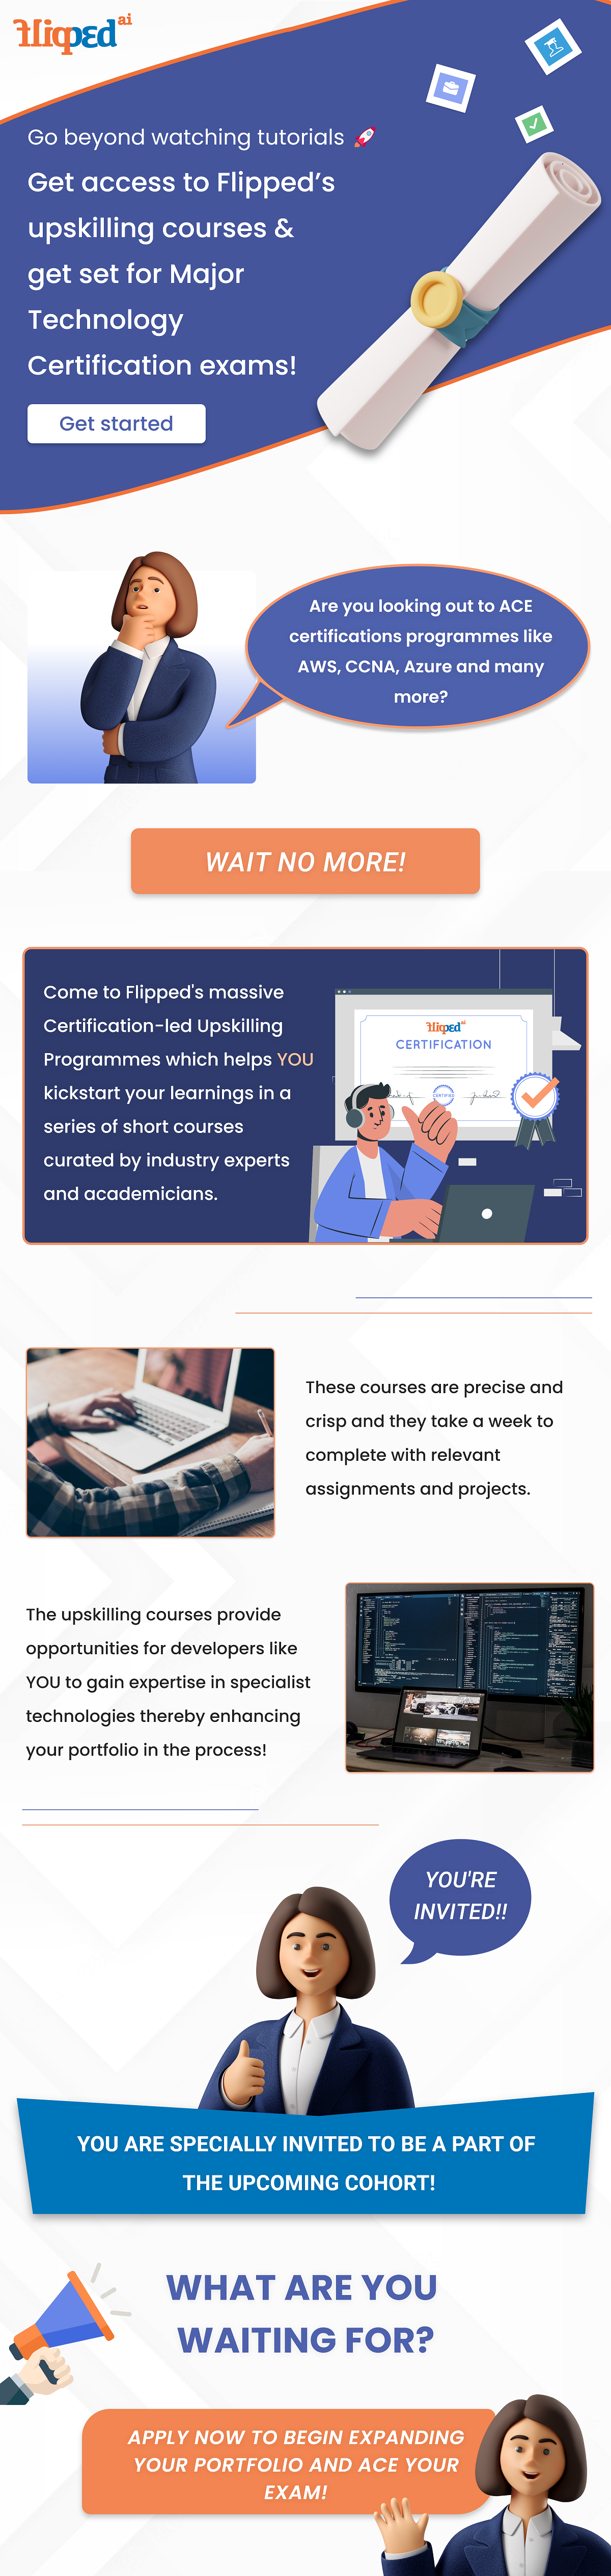 Flipped ai
Go beyond watching tutorials
Get access to Flipped’s
upskilling courses &
get set for Major
Technology
Certification exams!
Get started
Are you looking out to ACE
certifications programmes like
AWS, CCNA, Azure and many
more?
WAIT NO MORE!
Come to Flipped's massive
Certification-led Upskilling
Programmes which helps YOU
kickstart your learnings in a
series of short courses
curated by industry experts
and academicians.
Flipped ai
CERTIFICATION
CERTIFIED
These courses are precise and
crisp and they take a week to
complete with relevant
assignments and projects.
The upskilling courses provide
opportunities for developers like
YOU to gain expertise in specialist
technologies thereby enhancing
your portfolio in the process!
YOU'RE
INVITED!!
YOU ARE SPECIALLY INVITED TO BE A PART OF
THE UPCOMING COHORT!
WHAT ARE YOU
WAITING FOR?
APPLY NOW TO BEGIN EXPANDING
YOUR PORTFOLIO AND ACE YOUR
EXAM!